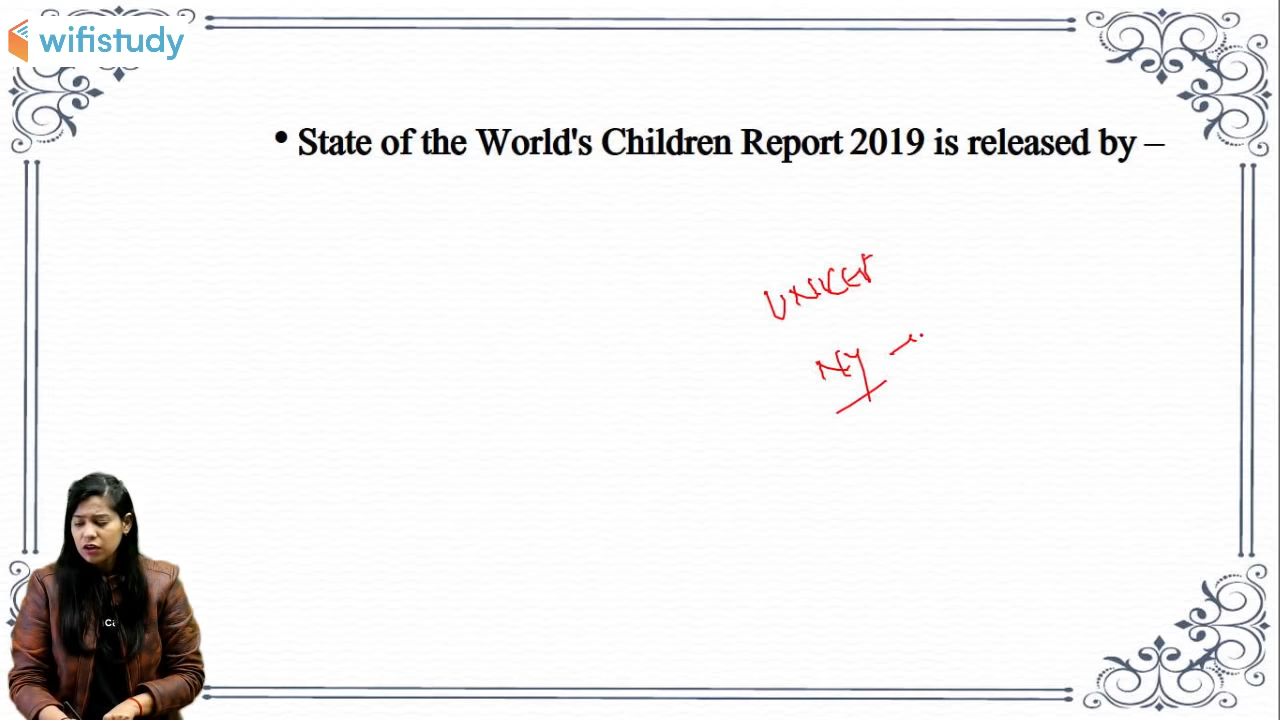 wifistudy
• State of the World's Children Report 2019 is released by –
UNICEF
NY